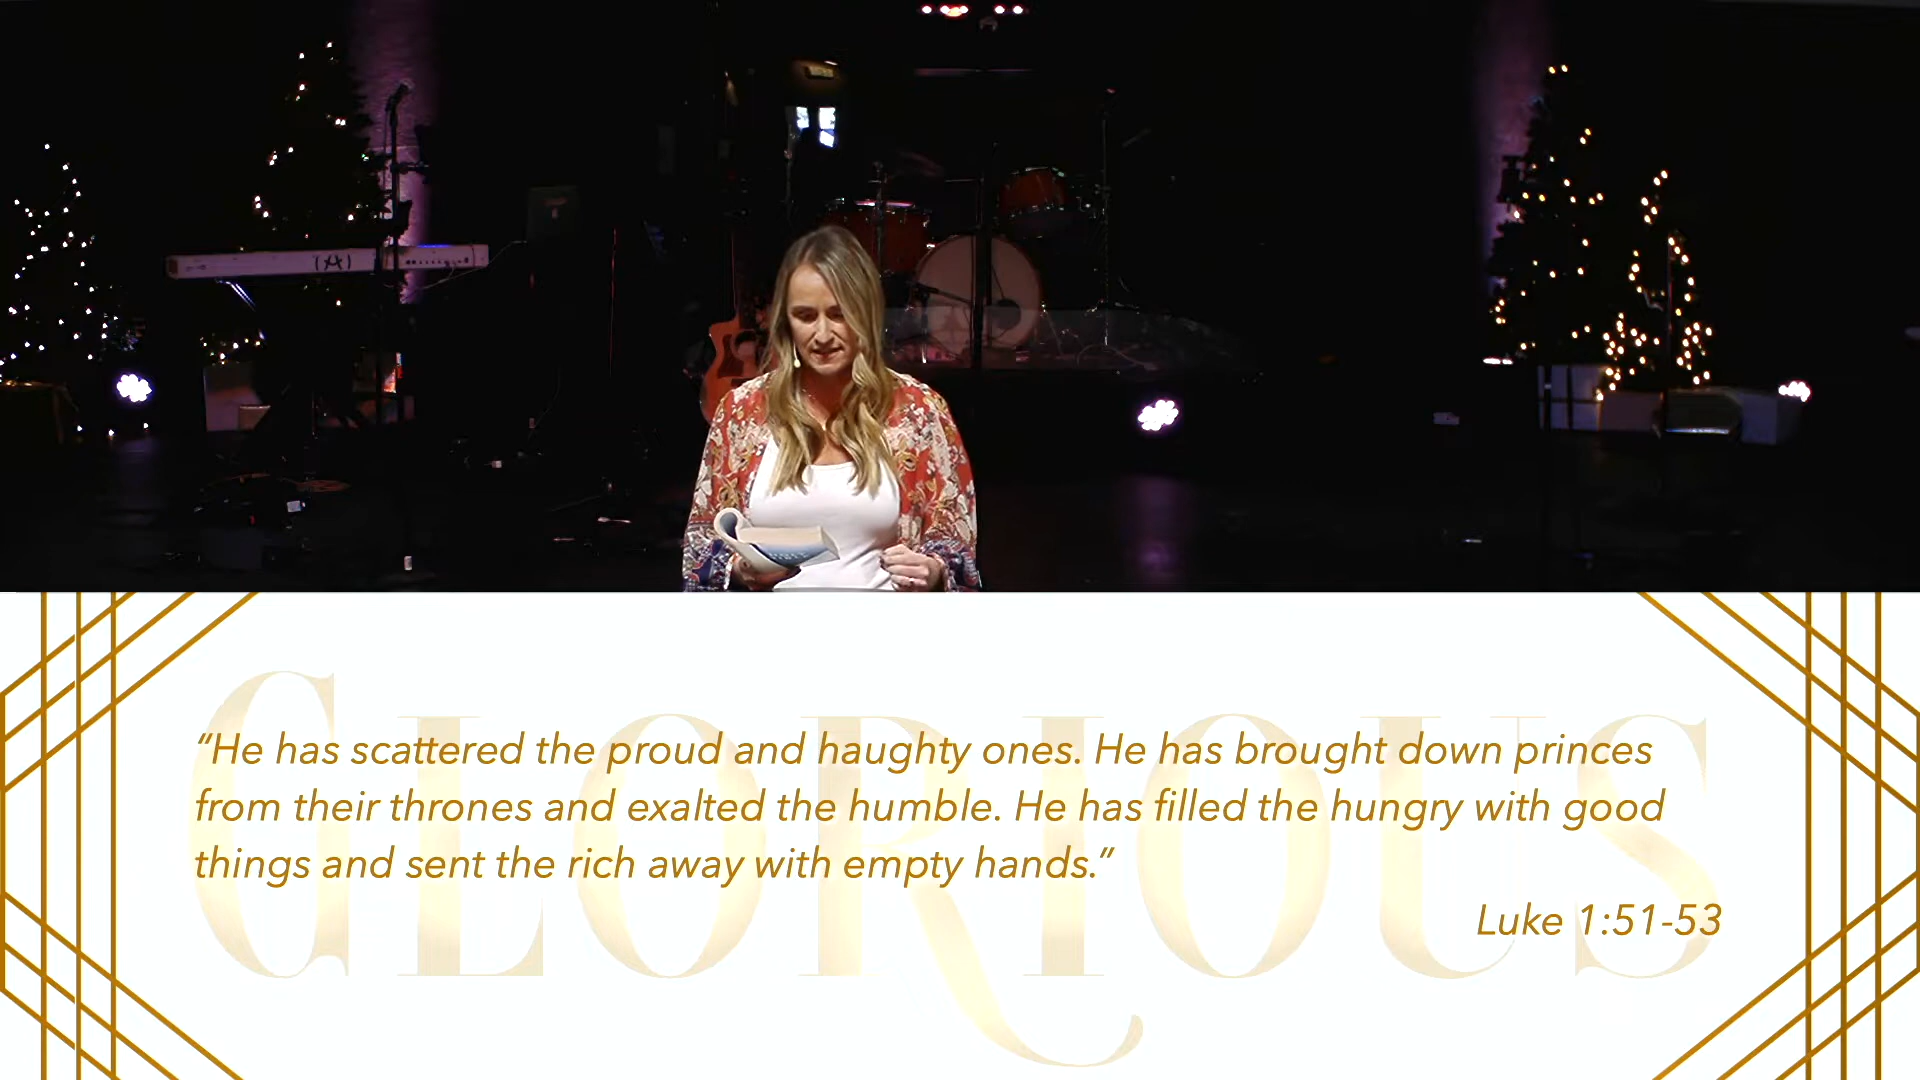 GLORIOUS
“He has scattered the proud and haughty ones. He has brought down princes
from their thrones and exalted the humble. He has filled the hungry with good
things and sent the rich away with empty hands.”
Luke 1:51-53